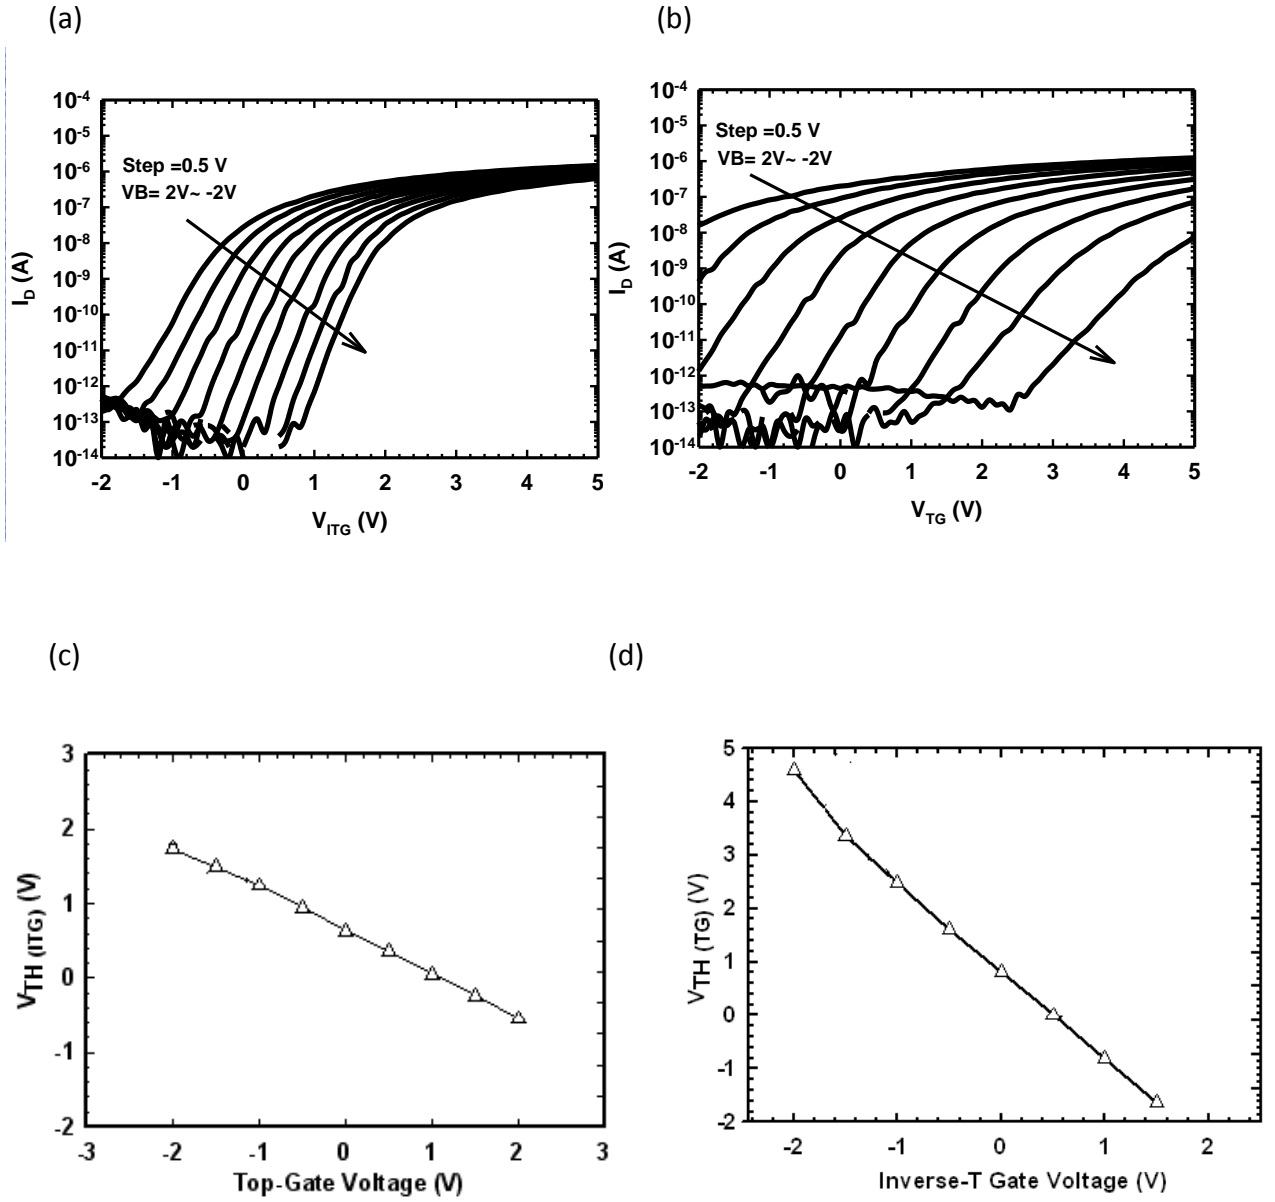 (a)
10-4
10-5
10-6
10-7
10-8
10-9
10-10
10-11
10-12
10-13
10-14
ID (A)
Step =0.5 V
VB= 2V~ -2V
-2 -1 0 1 2 3 4 5
VITG (V)
(b)
10-4
10-5
10-6
10-7
10-8
10-9
10-10
10-11
10-12
10-13
10-14
ID (A)
Step =0.5 V
VB= 2V~ -2V
-2 -1 0 1 2 3 4 5
VTG (V)
(c)
3
2
1
0
-1
-2
VTH (ITG) (V)
-3 -2 -1 0 1 2 3
Top-Gate Voltage (V)
(d)
5
4
3
2
1
0
-1
-2
VTH (TG) (V)
-2 -1 0 1 2
Inverse-T Gate Voltage (V)